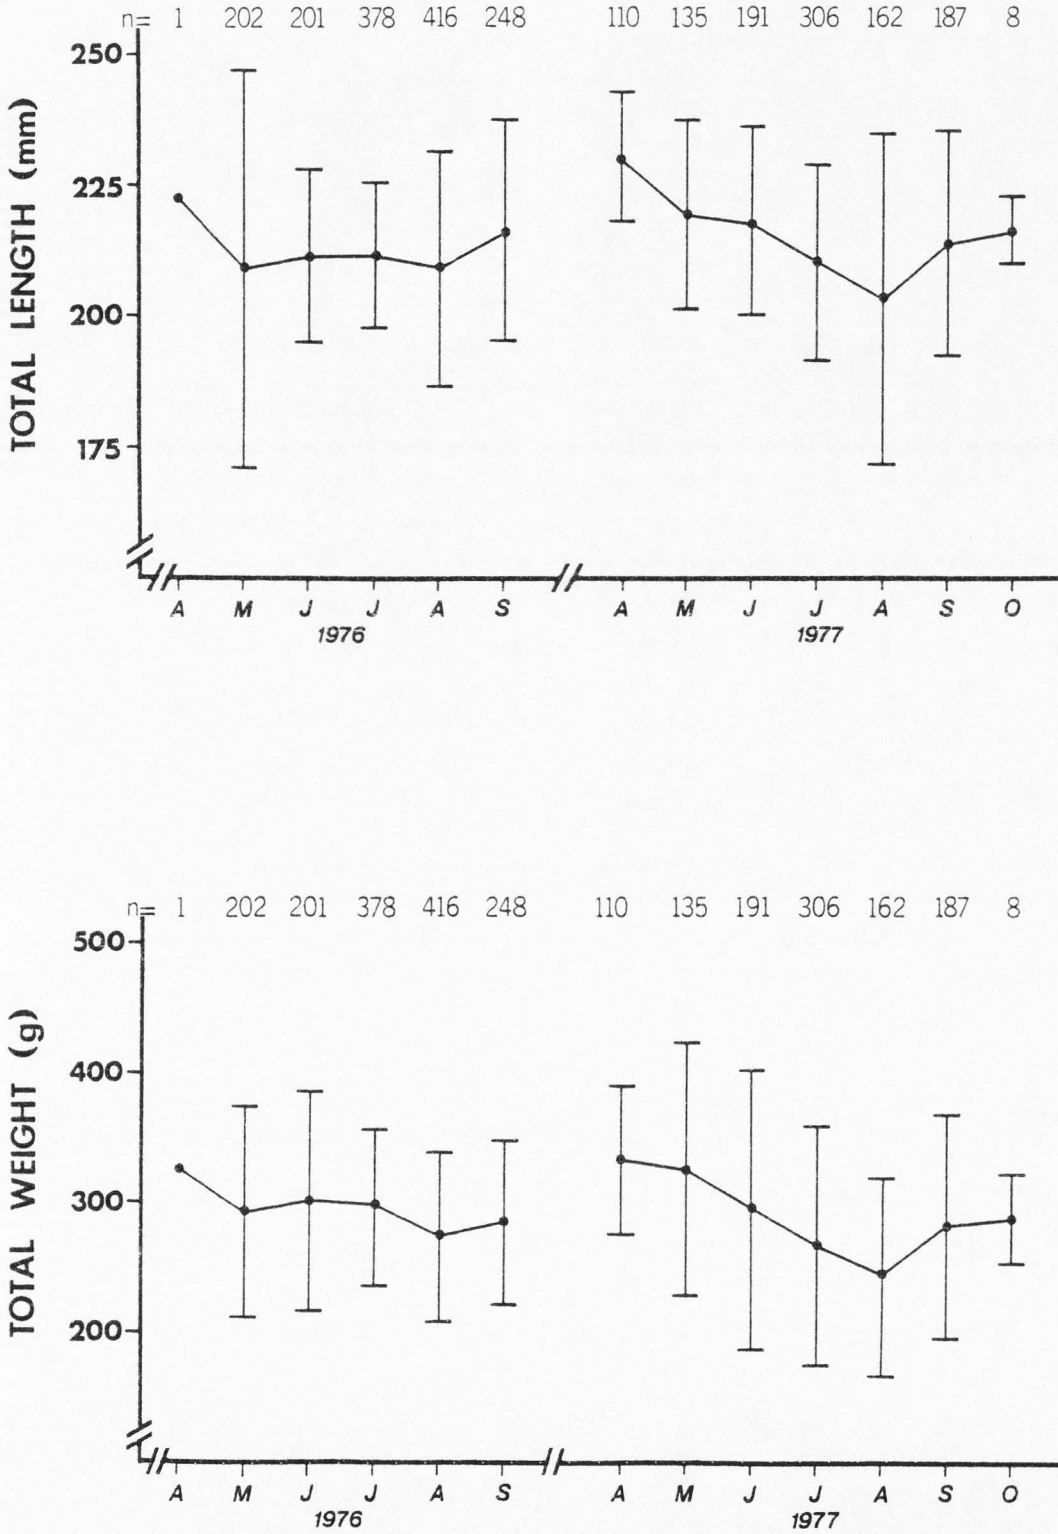 n= 1 202 201 378 416 248 110 135 191 306 162 187 8
250
225
200
175
TOTAL LENGTH (mm)
A M J J A S A M J J A S O
1976 1977
n= 1 202 201 378 416 248 110 135 191 306 162 187 8
500
400
300
200
TOTAL WEIGHT (g)
A M J J A S A M J J A S O
1976 1977